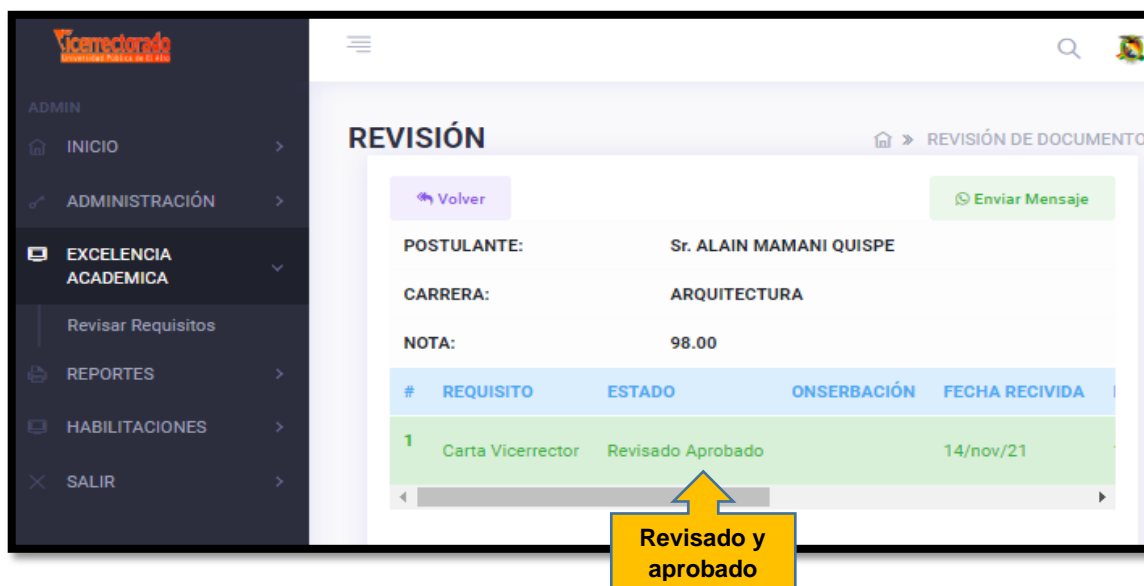 Vicerrectorado
Universidad Pública de El Alto
ADMIN
INICIO
ADMINISTRACIÓN
EXCELENCIA
ACADEMICA
Revisar Requisitos
REPORTES
HABILITACIONES
SALIR
REVISIÓN
REVISIÓN DE DOCUMENTO
Volver
Enviar Mensaje
POSTULANTE: Sr. ALAIN MAMANI QUISPE
CARRERA: ARQUITECTURA
NOTA: 98.00
# REQUISITO ESTADO ONSERBACIÓN FECHA RECIVIDA
1 Carta Vicerrector Revisado Aprobado 14/nov/21
Revisado y
aprobado